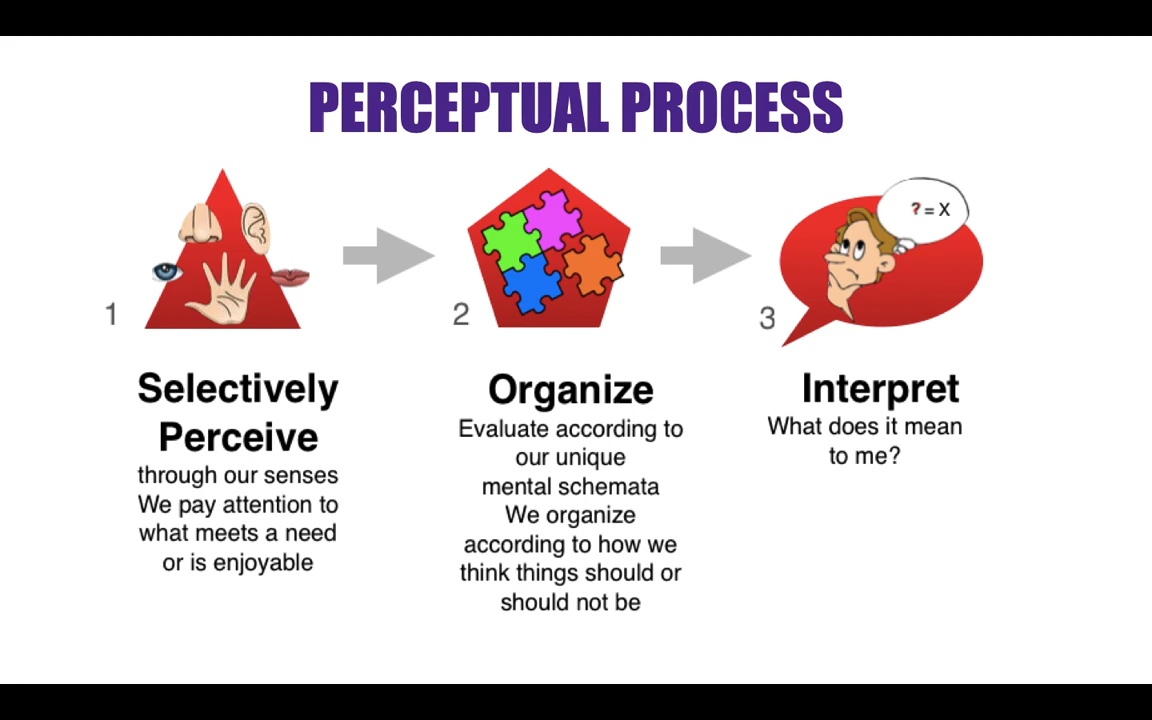 PERCEPTUAL PROCESS
? = X
1
Selectively
Perceive
through our senses
We pay attention to
what meets a need
or is enjoyable
2
Organize
Evaluate according to
our unique
mental schemata
We organize
according to how we
think things should or
should not be
3
Interpret
What does it mean
to me?